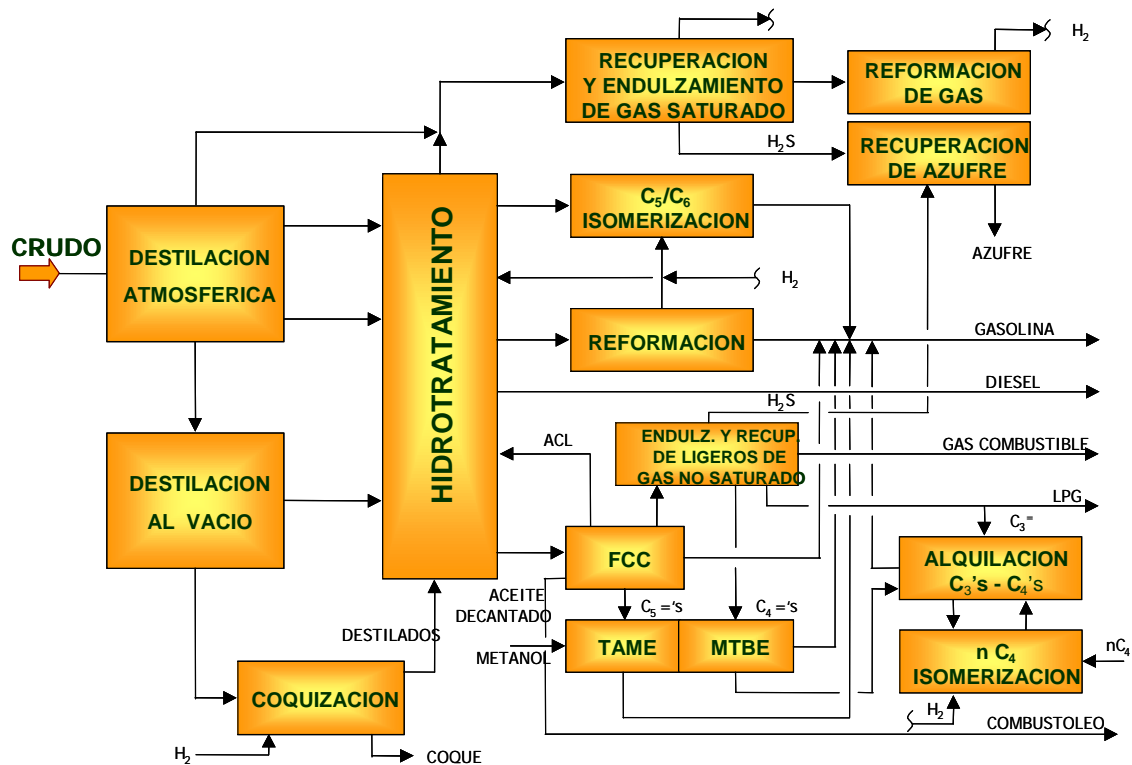 H2
RECUPERACION
Y ENDULZAMIENTO
DE GAS SATURADO
REFORMACION
DE GAS
H2S
RECUPERACION
DE AZUFRE
AZUFRE
CRUDO
DESTILACION
ATMOSFERICA
HIDROTRATAMIENTO
C5/C6
ISOMERIZACION
H2
REFORMACION
GASOLINA
DIESEL
H2S
ENDULZ. Y RECUP.
DE LIGEROS DE
GAS NO SATURADO
GAS COMBUSTIBLE
ACL
DESTILACION
AL VACIO
LPG
C3=
FCC
ALQUILACION
C3's - C4's
ACEITE
DECANTADO
C5='s
C4='s
METANOL
TAME
MTBE
n C4
ISOMERIZACION
nC4
DESTILADOS
COQUIZACION
H2
COMBUSTOLEO
H2
COQUE